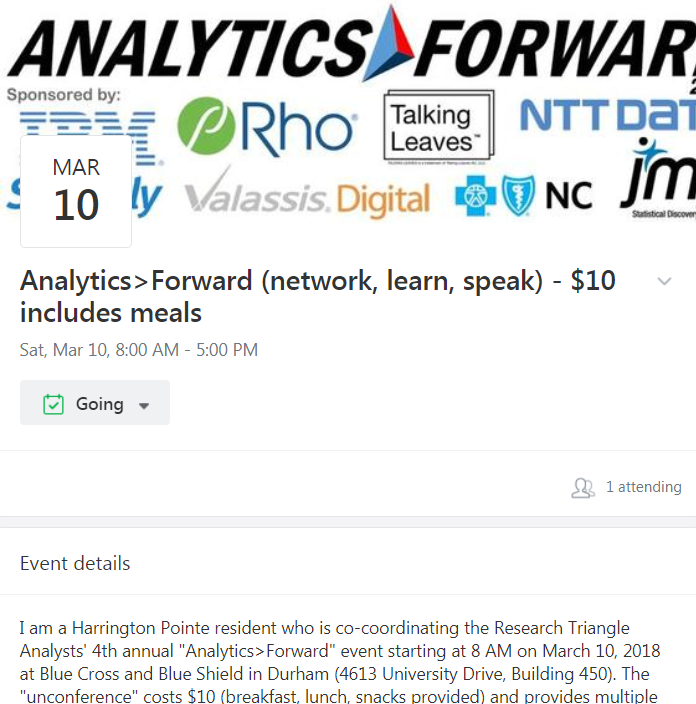 ANALYTICS FORWAR
Sponsored by:
IBM
Rho
Talking
Leaves™
NTT DAT
Valassis. Digital
NC
jm
Statistical Discover
MAR
10
Analytics>Forward (network, learn, speak) - $10
includes meals
Sat, Mar 10, 8:00 AM - 5:00 PM
Going
1 attending
Event details
I am a Harrington Pointe resident who is co-coordinating the Research Triangle
Analysts' 4th annual "Analytics>Forward" event starting at 8 AM on March 10, 2018
at Blue Cross and Blue Shield in Durham (4613 University Drive, Building 450). The
"unconference" costs $10 (breakfast, lunch, snacks provided) and provides multiple